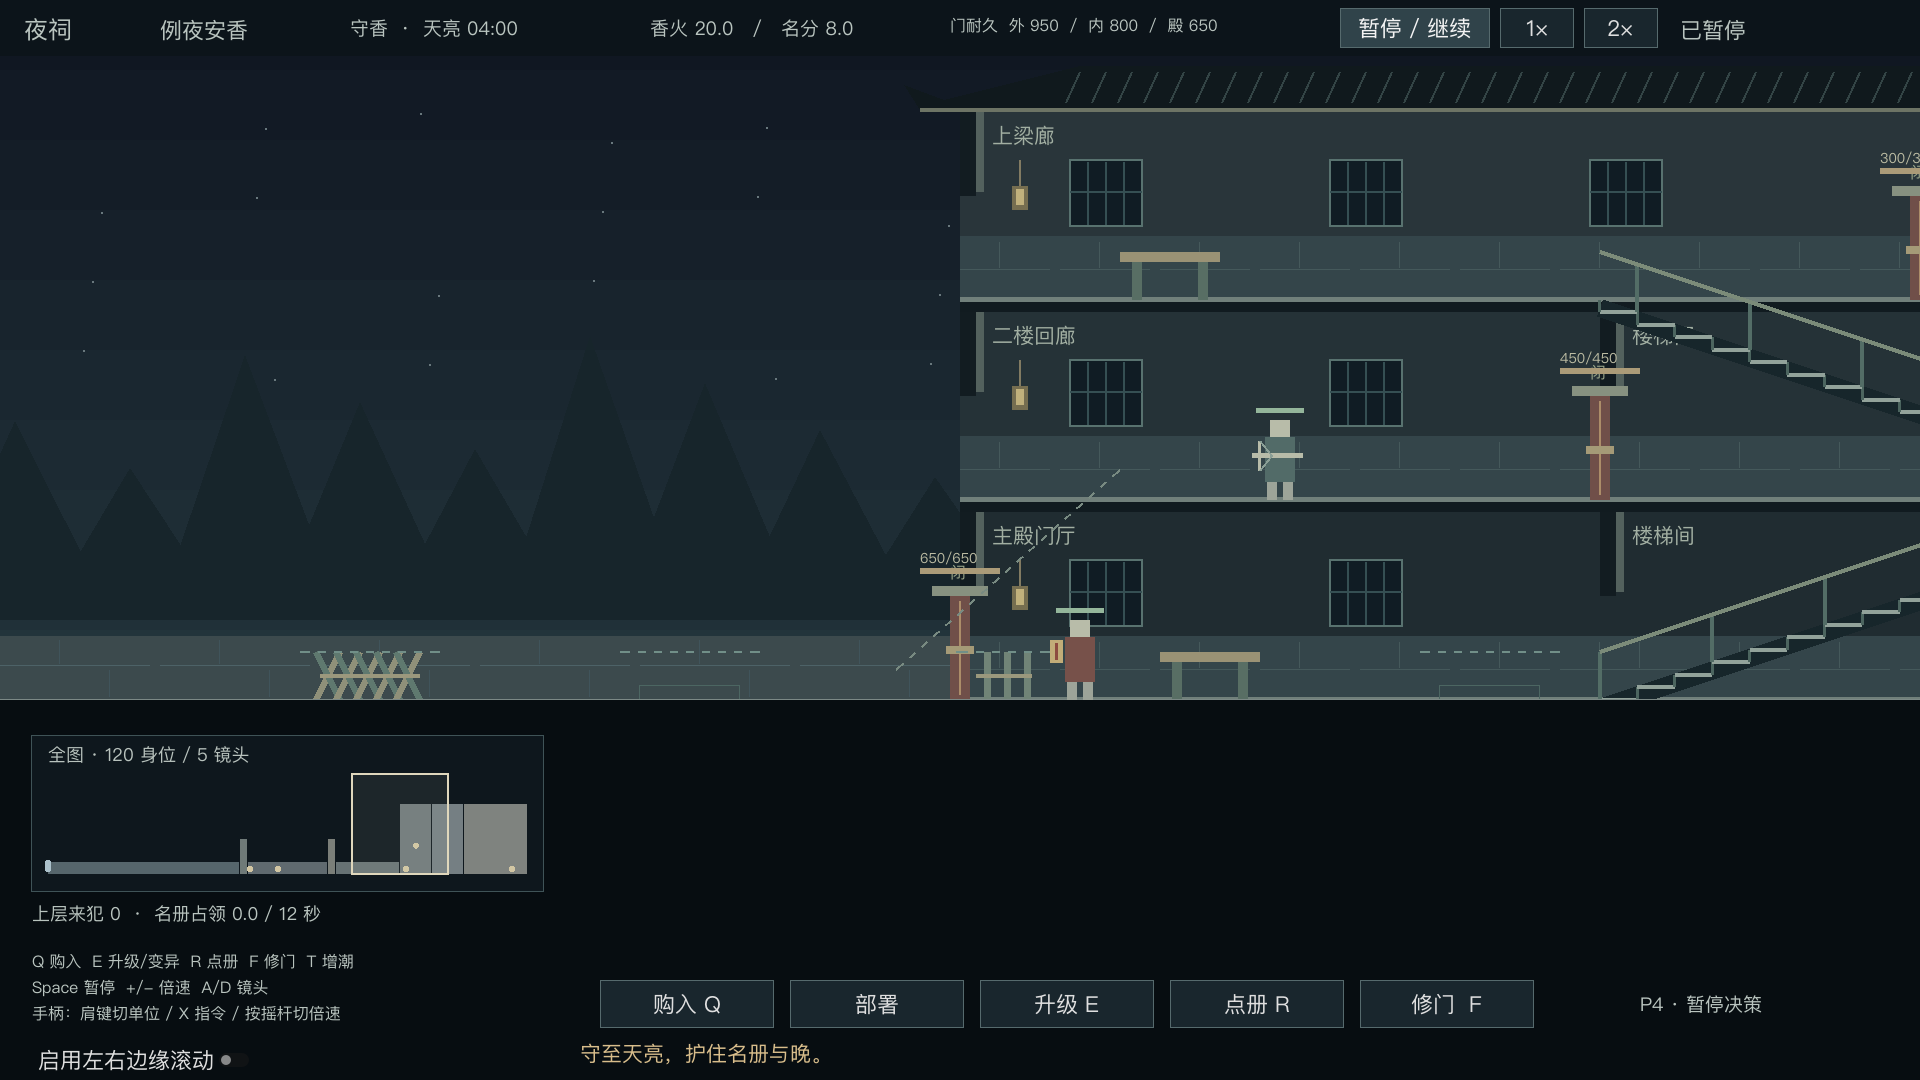 夜祠
例夜安香
守香 · 天亮 04:00
香火 20.0 / 名分 8.0
门耐久 外 950 / 内 800 / 殿 650
暂停 / 继续
1×
2×
已暂停
上梁廊
二楼回廊
450/450
闭
主殿门厅
楼梯间
650/650
闭
全图 · 120 身位 / 5 镜头
上层来犯 0 · 名册占领 0.0 / 12 秒
Q 购入 E 升级/变异 R 点册 F 修门 T 增潮
Space 暂停 +/− 倍速 A/D 镜头
手柄：肩键切单位 / X 指令 / 按摇杆切倍速
启用左右边缘滚动
购入 Q
部署
升级 E
点册 R
修门 F
P4 · 暂停决策
守至天亮，护住名册与晚。